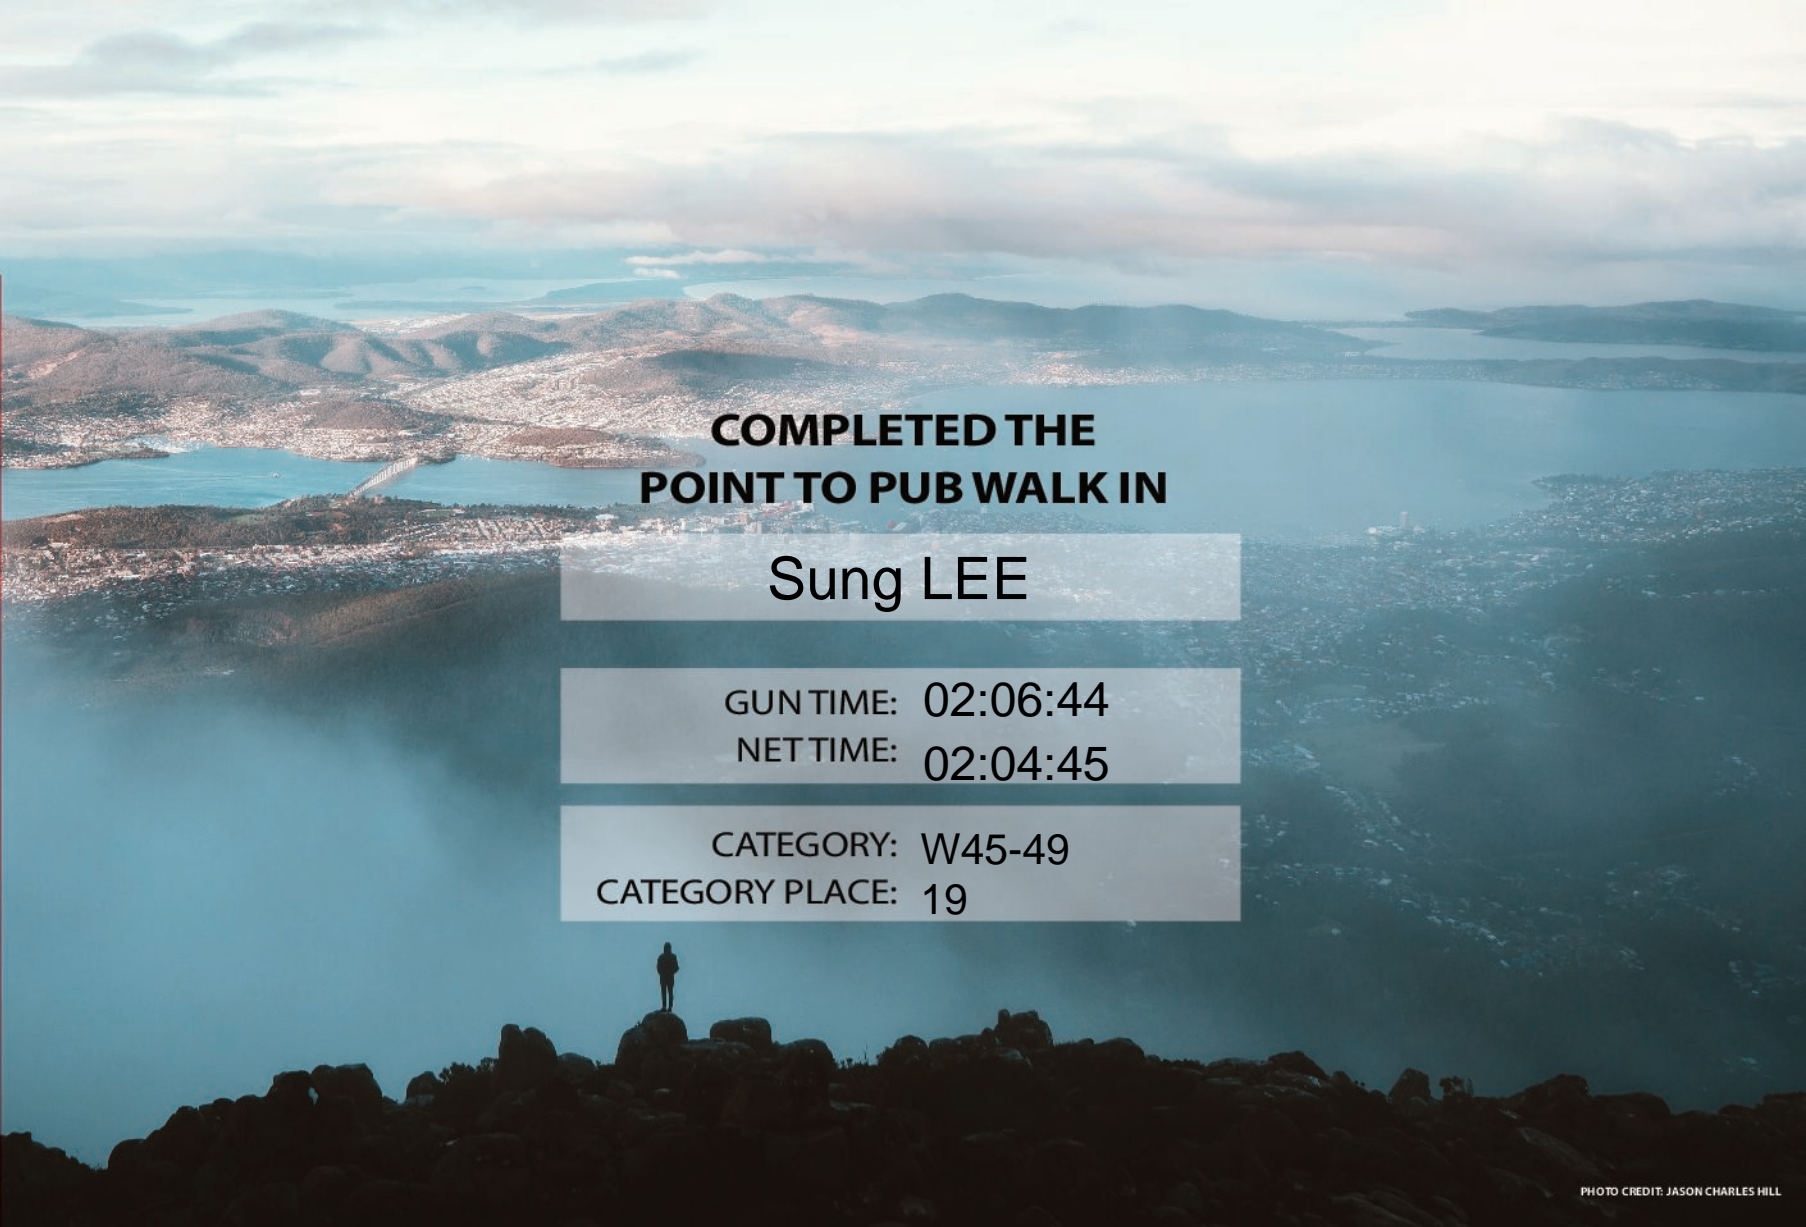 COMPLETED THE
POINT TO PUB WALK IN
Sung LEE
GUN TIME: 02:06:44
NET TIME: 02:04:45
CATEGORY: W45-49
CATEGORY PLACE: 19
PHOTO CREDIT: JASON CHARLES HILL